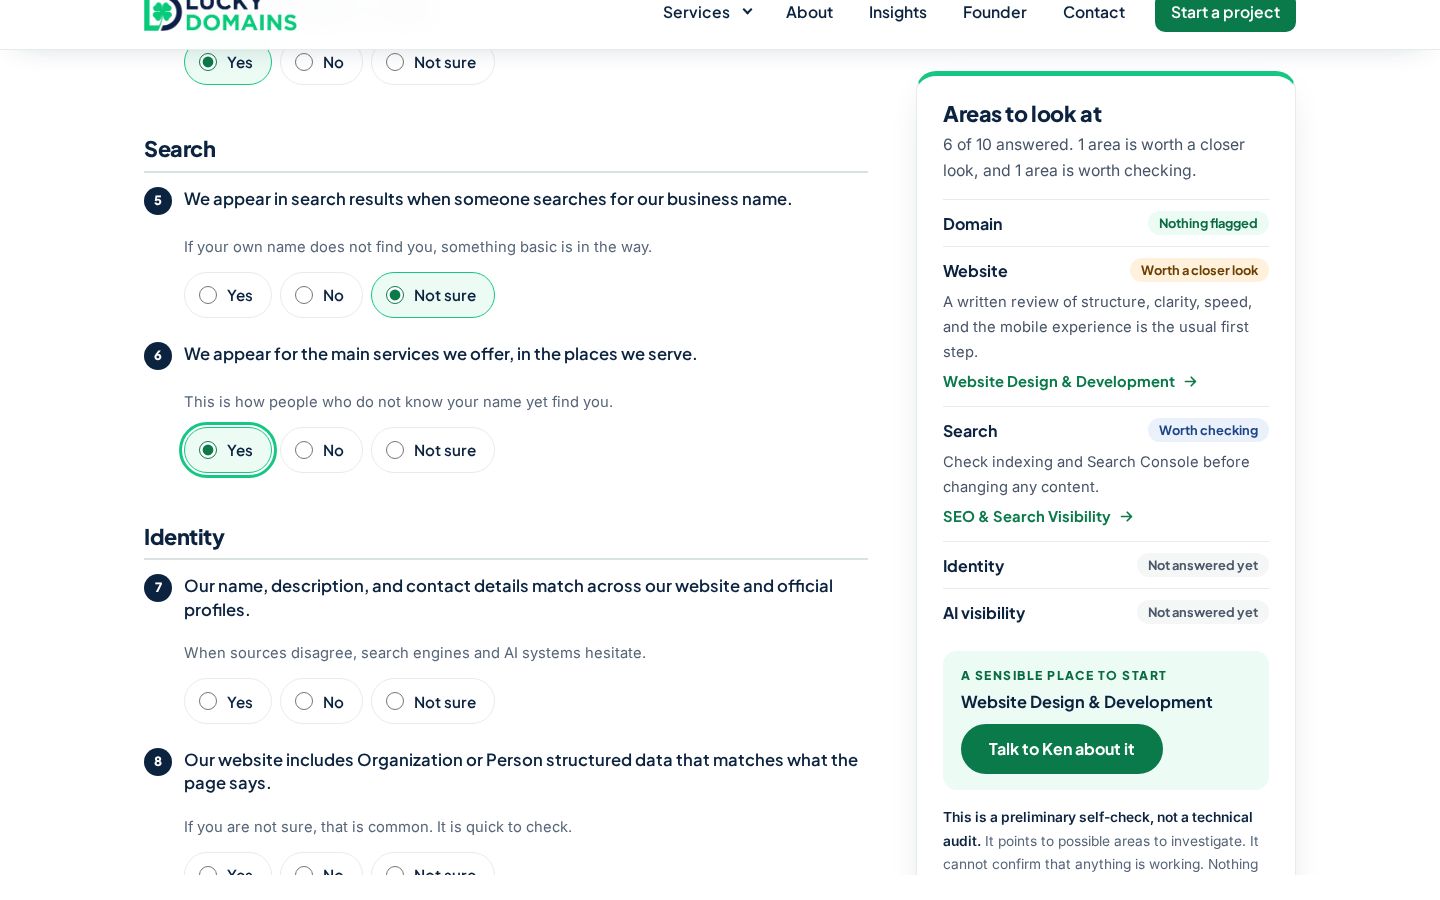 LUCKY
DOMAINS
Services
About
Insights
Founder
Contact
Start a project
Yes
No
Not sure
Search
5
We appear in search results when someone searches for our business name.
If your own name does not find you, something basic is in the way.
Yes
No
Not sure
6
We appear for the main services we offer, in the places we serve.
This is how people who do not know your name yet find you.
Yes
No
Not sure
Identity
7
Our name, description, and contact details match across our website and official
profiles.
When sources disagree, search engines and AI systems hesitate.
Yes
No
Not sure
8
Our website includes Organization or Person structured data that matches what the
page says.
If you are not sure, that is common. It is quick to check.
Yes
No
Not sure
Areas to look at
6 of 10 answered. 1 area is worth a closer
look, and 1 area is worth checking.
Domain
Nothing flagged
Website
Worth a closer look
A written review of structure, clarity, speed,
and the mobile experience is the usual first
step.
Website Design & Development →
Search
Worth checking
Check indexing and Search Console before
changing any content.
SEO & Search Visibility →
Identity
Not answered yet
AI visibility
Not answered yet
A SENSIBLE PLACE TO START
Website Design & Development
Talk to Ken about it
This is a preliminary self-check, not a technical
audit. It points to possible areas to investigate. It
cannot confirm that anything is working. Nothing